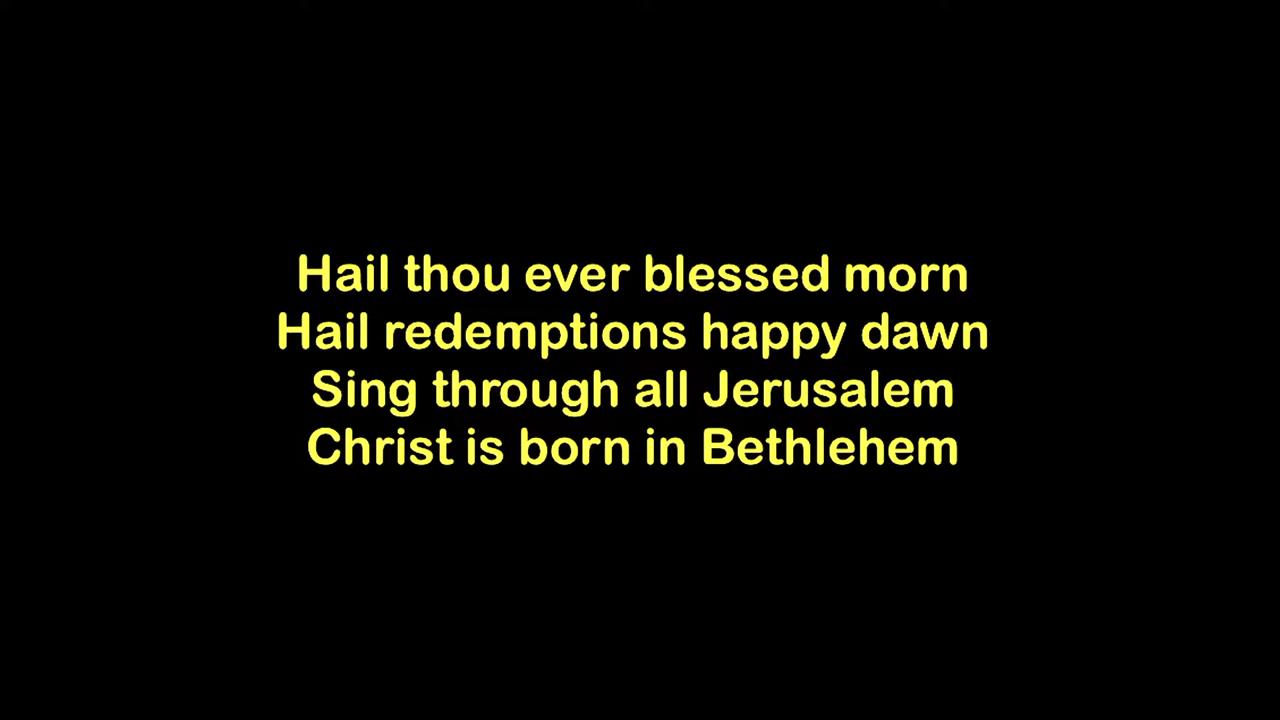 Hail thou ever blessed morn
Hail redemptions happy dawn
Sing through all Jerusalem
Christ is born in Bethlehem